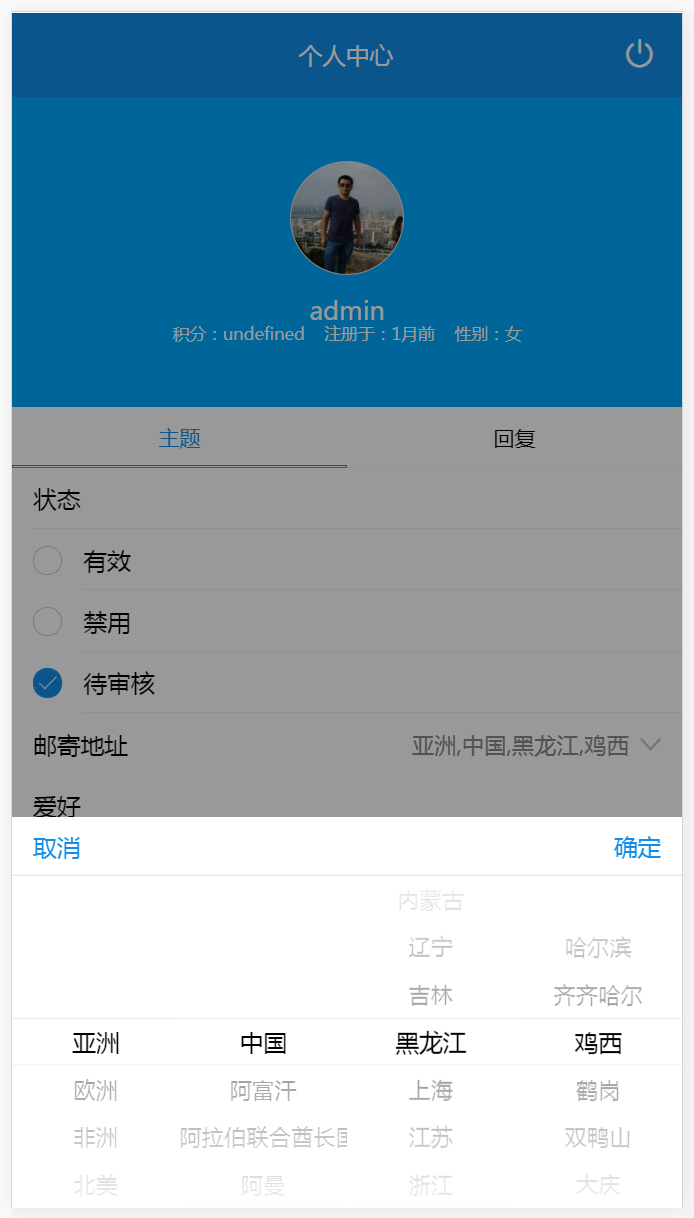 个人中心
admin
积分：undefined 注册于：1月前 性别：女
主题 回复
状态
有效
禁用
待审核
邮寄地址 亚洲,中国,黑龙江,鸡西
爱好
取消 确定
内蒙古
辽宁 哈尔滨
吉林 齐齐哈尔
亚洲 中国 黑龙江 鸡西
欧洲 阿富汗 上海 鹤岗
非洲 阿拉伯联合酋长国 江苏 双鸭山
北美 阿曼 浙江 大庆